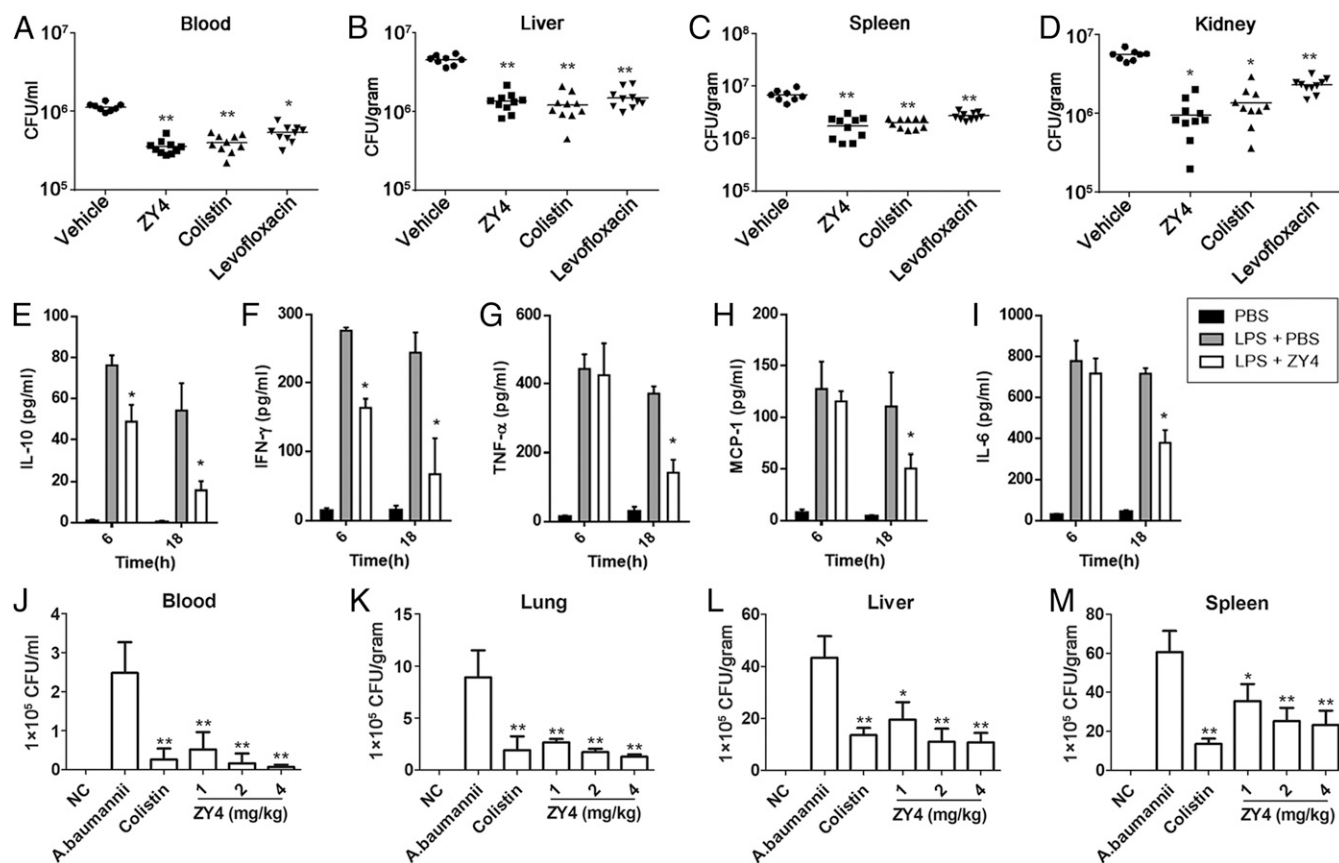 A
Blood
CFU/ml
10⁷
10⁶
10⁵
**
**
*
Vehicle
ZY4
Colistin
Levofloxacin
B
Liver
CFU/gram
10⁷
10⁶
10⁵
**
**
**
Vehicle
ZY4
Colistin
Levofloxacin
C
Spleen
CFU/gram
10⁸
10⁷
10⁶
10⁵
**
**
**
Vehicle
ZY4
Colistin
Levofloxacin
D
Kidney
CFU/gram
10⁷
10⁶
10⁵
*
*
**
Vehicle
ZY4
Colistin
Levofloxacin
E
IL-10 (pg/ml)
100
80
60
40
20
0
*
*
6
18
Time(h)
F
IFN-γ (pg/ml)
300
200
100
0
*
*
6
18
Time(h)
G
TNF-α (pg/ml)
600
400
200
0
*
6
18
Time(h)
H
MCP-1 (pg/ml)
200
150
100
50
0
*
6
18
Time(h)
I
IL-6 (pg/ml)
1000
800
600
400
200
0
*
6
18
Time(h)
PBS
LPS + PBS
LPS + ZY4
J
Blood
1×10⁵ CFU/ml
4
3
2
1
0
**
**
**
**
NC
A.baumannii
Colistin
1
2
4
ZY4 (mg/kg)
K
Lung
1×10⁵ CFU/gram
15
10
5
0
**
**
**
**
NC
A.baumannii
Colistin
1
2
4
ZY4 (mg/kg)
L
Liver
1×10⁵ CFU/gram
60
40
20
0
**
*
**
**
NC
A.baumannii
Colistin
1
2
4
ZY4 (mg/kg)
M
Spleen
1×10⁵ CFU/gram
80
60
40
20
0
**
*
**
**
NC
A.baumannii
Colistin
1
2
4
ZY4 (mg/kg)